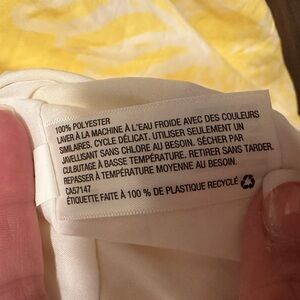 100% POLYESTER
LAVER À LA MACHINE À L'EAU FROIDE AVEC DES COULEURS
SIMILAIRES. CYCLE DÉLICAT. UTILISER SEULEMENT UN
JAVELLISANT SANS CHLORE AU BESOIN. SÉCHER PAR
CULBUTAGE À BASSE TEMPÉRATURE. RETIRER SANS TARDER.
REPASSER À TEMPÉRATURE MOYENNE AU BESOIN.
CA57147
ÉTIQUETTE FAITE À 100 % DE PLASTIQUE RECYCLÉ